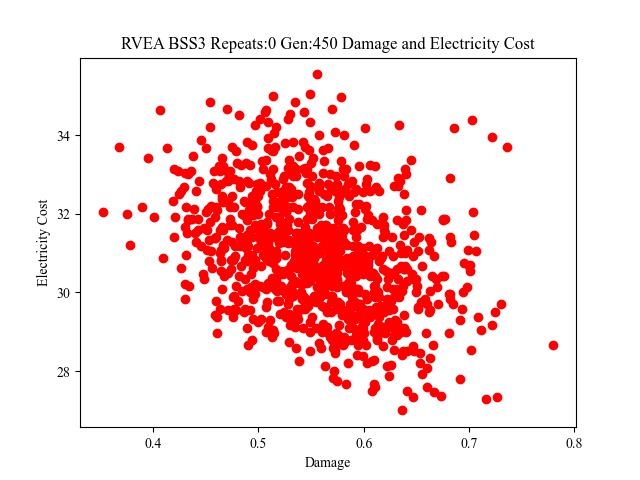 RVEA BSS3 Repeats:0 Gen:450 Damage and Electricity Cost
34
32
30
28
Electricity Cost
0.4 0.5 0.6 0.7 0.8
Damage